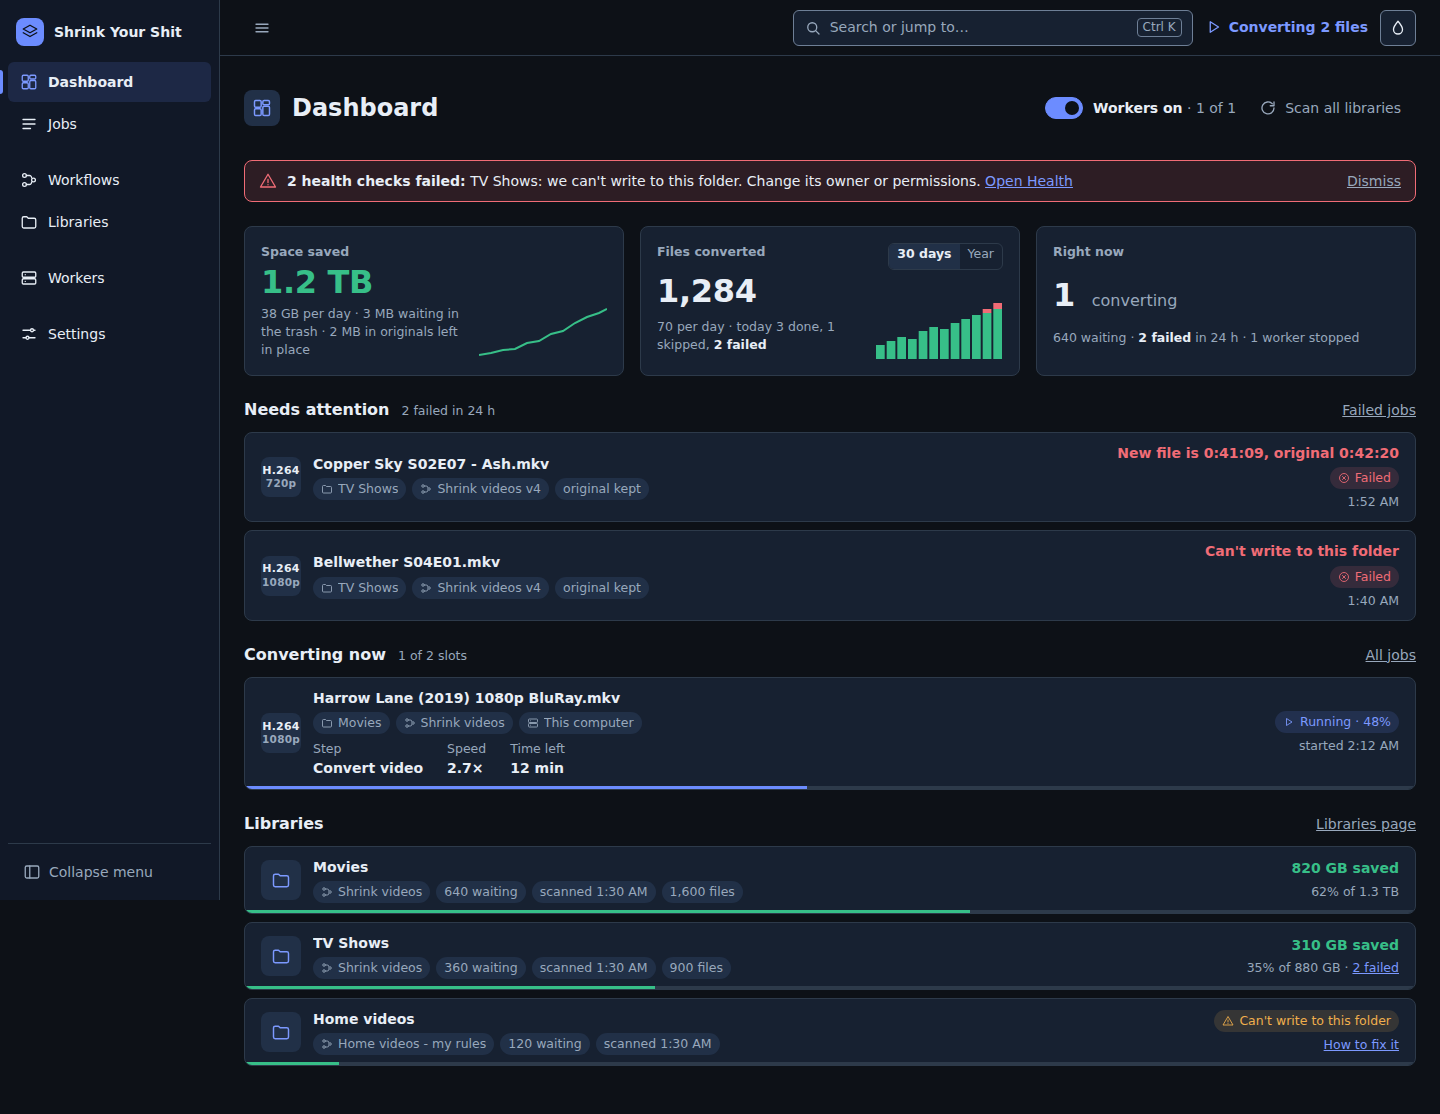 Shrink Your Shit
Search or jump to...
Ctrl K
Converting 2 files
Dashboard
Jobs
Workflows
Libraries
Workers
Settings
Collapse menu
Dashboard
Workers on · 1 of 1
Scan all libraries
2 health checks failed: TV Shows: we can't write to this folder. Change its owner or permissions. Open Health
Dismiss
Space saved
1.2 TB
38 GB per day · 3 MB waiting in
the trash · 2 MB in originals left
in place
Files converted
30 days
Year
1,284
70 per day · today 3 done, 1
skipped, 2 failed
Right now
1 converting
640 waiting · 2 failed in 24 h · 1 worker stopped
Needs attention
2 failed in 24 h
Failed jobs
H.264
720p
Copper Sky S02E07 - Ash.mkv
TV Shows
Shrink videos v4
original kept
New file is 0:41:09, original 0:42:20
Failed
1:52 AM
H.264
1080p
Bellwether S04E01.mkv
TV Shows
Shrink videos v4
original kept
Can't write to this folder
Failed
1:40 AM
Converting now
1 of 2 slots
All jobs
H.264
1080p
Harrow Lane (2019) 1080p BluRay.mkv
Movies
Shrink videos
This computer
Step
Speed
Time left
Convert video
2.7×
12 min
Running · 48%
started 2:12 AM
Libraries
Libraries page
Movies
Shrink videos
640 waiting
scanned 1:30 AM
1,600 files
820 GB saved
62% of 1.3 TB
TV Shows
Shrink videos
360 waiting
scanned 1:30 AM
900 files
310 GB saved
35% of 880 GB · 2 failed
Home videos
Home videos - my rules
120 waiting
scanned 1:30 AM
Can't write to this folder
How to fix it